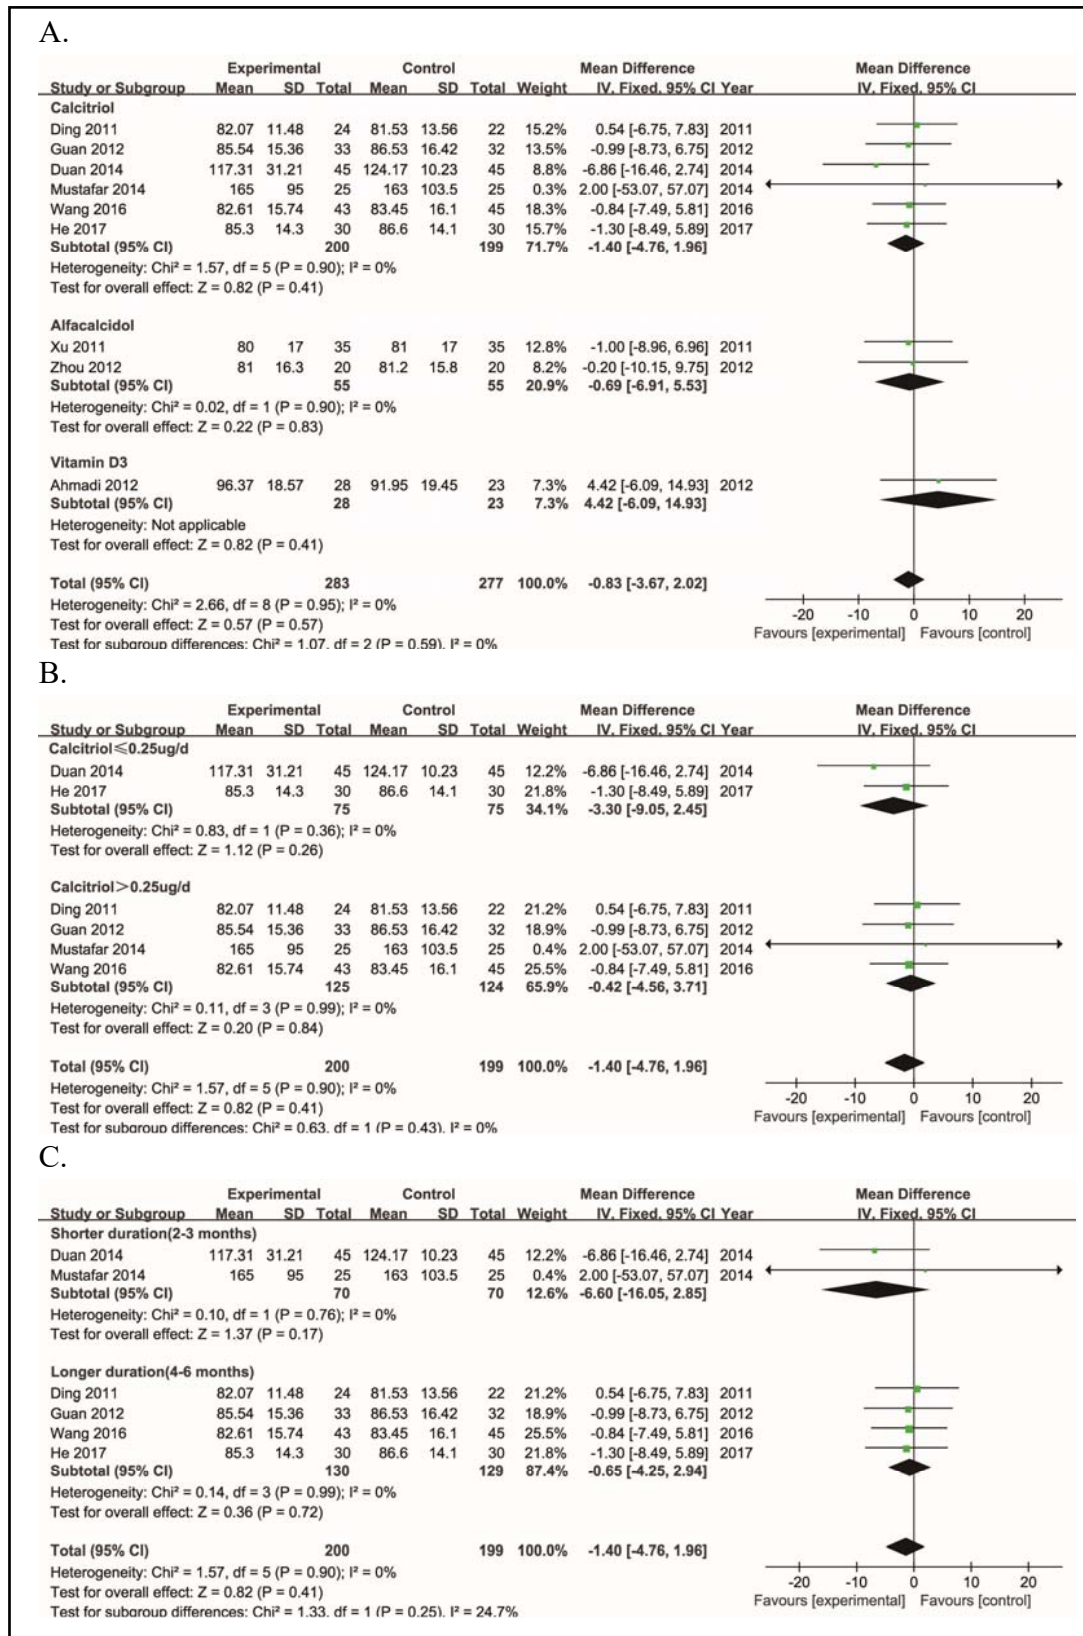 A.
Experimental Control Mean Difference Mean Difference
Study or Subgroup Mean SD Total Mean SD Total Weight IV, Fixed, 95% CI Year IV, Fixed, 95% CI
Calcitriol
Ding 2011 82.07 11.48 24 81.53 13.56 22 15.2% 0.54 [-6.75, 7.83] 2011
Guan 2012 85.54 15.36 33 86.53 16.42 32 13.5% -0.99 [-8.73, 6.75] 2012
Duan 2014 117.31 31.21 45 124.17 10.23 45 8.8% -6.86 [-16.46, 2.74] 2014
Mustafar 2014 165 95 25 163 103.5 25 0.3% 2.00 [-53.07, 57.07] 2014
Wang 2016 82.61 15.74 43 83.45 16.1 45 18.3% -0.84 [-7.49, 5.81] 2016
He 2017 85.3 14.3 30 86.6 14.1 30 15.7% -1.30 [-8.49, 5.89] 2017
Subtotal (95% CI) 200 199 71.7% -1.40 [-4.76, 1.96]
Heterogeneity: Chi² = 1.57, df = 5 (P = 0.90); I² = 0%
Test for overall effect: Z = 0.82 (P = 0.41)
Alfacalcidol
Xu 2011 80 17 35 81 17 35 12.8% -1.00 [-8.96, 6.96] 2011
Zhou 2012 81 16.3 20 81.2 15.8 20 8.2% -0.20 [-10.15, 9.75] 2012
Subtotal (95% CI) 55 55 20.9% -0.69 [-6.91, 5.53]
Heterogeneity: Chi² = 0.02, df = 1 (P = 0.90); I² = 0%
Test for overall effect: Z = 0.22 (P = 0.83)
Vitamin D3
Ahmadi 2012 96.37 18.57 28 91.95 19.45 23 7.3% 4.42 [-6.09, 14.93] 2012
Subtotal (95% CI) 28 23 7.3% 4.42 [-6.09, 14.93]
Heterogeneity: Not applicable
Test for overall effect: Z = 0.82 (P = 0.41)
Total (95% CI) 283 277 100.0% -0.83 [-3.67, 2.02]
Heterogeneity: Chi² = 2.66, df = 8 (P = 0.95); I² = 0%
Test for overall effect: Z = 0.57 (P = 0.57)
Test for subgroup differences: Chi² = 1.07, df = 2 (P = 0.59), I² = 0%
-20 -10 0 10 20
Favours [experimental] Favours [control]
B.
Experimental Control Mean Difference Mean Difference
Study or Subgroup Mean SD Total Mean SD Total Weight IV, Fixed, 95% CI Year IV, Fixed, 95% CI
Calcitriol≦0.25ug/d
Duan 2014 117.31 31.21 45 124.17 10.23 45 12.2% -6.86 [-16.46, 2.74] 2014
He 2017 85.3 14.3 30 86.6 14.1 30 21.8% -1.30 [-8.49, 5.89] 2017
Subtotal (95% CI) 75 75 34.1% -3.30 [-9.05, 2.45]
Heterogeneity: Chi² = 0.83, df = 1 (P = 0.36); I² = 0%
Test for overall effect: Z = 1.12 (P = 0.26)
Calcitriol＞0.25ug/d
Ding 2011 82.07 11.48 24 81.53 13.56 22 21.2% 0.54 [-6.75, 7.83] 2011
Guan 2012 85.54 15.36 33 86.53 16.42 32 18.9% -0.99 [-8.73, 6.75] 2012
Mustafar 2014 165 95 25 163 103.5 25 0.4% 2.00 [-53.07, 57.07] 2014
Wang 2016 82.61 15.74 43 83.45 16.1 45 25.5% -0.84 [-7.49, 5.81] 2016
Subtotal (95% CI) 125 124 65.9% -0.42 [-4.56, 3.71]
Heterogeneity: Chi² = 0.11, df = 3 (P = 0.99); I² = 0%
Test for overall effect: Z = 0.20 (P = 0.84)
Total (95% CI) 200 199 100.0% -1.40 [-4.76, 1.96]
Heterogeneity: Chi² = 1.57, df = 5 (P = 0.90); I² = 0%
Test for overall effect: Z = 0.82 (P = 0.41)
Test for subgroup differences: Chi² = 0.63, df = 1 (P = 0.43), I² = 0%
-20 -10 0 10 20
Favours [experimental] Favours [control]
C.
Experimental Control Mean Difference Mean Difference
Study or Subgroup Mean SD Total Mean SD Total Weight IV, Fixed, 95% CI Year IV, Fixed, 95% CI
Shorter duration(2-3 months)
Duan 2014 117.31 31.21 45 124.17 10.23 45 12.2% -6.86 [-16.46, 2.74] 2014
Mustafar 2014 165 95 25 163 103.5 25 0.4% 2.00 [-53.07, 57.07] 2014
Subtotal (95% CI) 70 70 12.6% -6.60 [-16.05, 2.85]
Heterogeneity: Chi² = 0.10, df = 1 (P = 0.76); I² = 0%
Test for overall effect: Z = 1.37 (P = 0.17)
Longer duration(4-6 months)
Ding 2011 82.07 11.48 24 81.53 13.56 22 21.2% 0.54 [-6.75, 7.83] 2011
Guan 2012 85.54 15.36 33 86.53 16.42 32 18.9% -0.99 [-8.73, 6.75] 2012
Wang 2016 82.61 15.74 43 83.45 16.1 45 25.5% -0.84 [-7.49, 5.81] 2016
He 2017 85.3 14.3 30 86.6 14.1 30 21.8% -1.30 [-8.49, 5.89] 2017
Subtotal (95% CI) 130 129 87.4% -0.65 [-4.25, 2.94]
Heterogeneity: Chi² = 0.14, df = 3 (P = 0.99); I² = 0%
Test for overall effect: Z = 0.36 (P = 0.72)
Total (95% CI) 200 199 100.0% -1.40 [-4.76, 1.96]
Heterogeneity: Chi² = 1.57, df = 5 (P = 0.90); I² = 0%
Test for overall effect: Z = 0.82 (P = 0.41)
Test for subgroup differences: Chi² = 1.33, df = 1 (P = 0.25), I² = 24.7%
-20 -10 0 10 20
Favours [experimental] Favours [control]